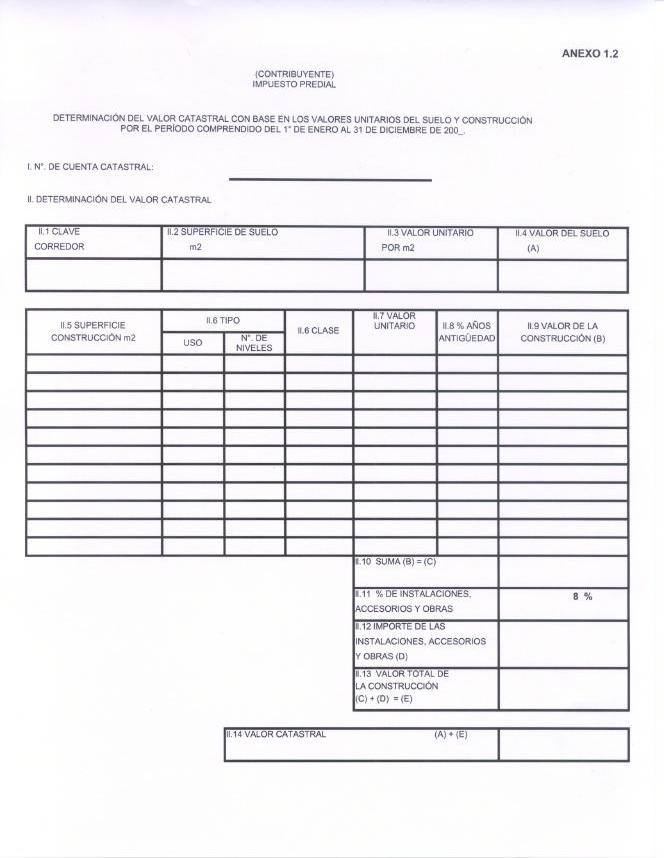 ANEXO 1.2
(CONTRIBUYENTE)
IMPUESTO PREDIAL
DETERMINACIÓN DEL VALOR CATASTRAL CON BASE EN LOS VALORES UNITARIOS DEL SUELO Y CONSTRUCCIÓN
POR EL PERÍODO COMPRENDIDO DEL 1° DE ENERO AL 31 DE DICIEMBRE DE 200_.
I. N°. DE CUENTA CATASTRAL:
II. DETERMINACIÓN DEL VALOR CATASTRAL
II.1 CLAVE
CORREDOR
II.2 SUPERFICIE DE SUELO
m2
II.3 VALOR UNITARIO
POR m2
II.4 VALOR DEL SUELO
(A)
II.5 SUPERFICIE
CONSTRUCCIÓN m2
II.6 TIPO
USO
N°. DE
NIVELES
II.6 CLASE
II.7 VALOR
UNITARIO
II.8 % AÑOS
ANTIGÜEDAD
II.9 VALOR DE LA
CONSTRUCCIÓN (B)
II.10 SUMA (B) = (C)
II.11 % DE INSTALACIONES,
ACCESORIOS Y OBRAS
8 %
II.12 IMPORTE DE LAS
INSTALACIONES, ACCESORIOS
Y OBRAS (D)
II.13 VALOR TOTAL DE
LA CONSTRUCCIÓN
(C) + (D) = (E)
II.14 VALOR CATASTRAL (A) + (E)